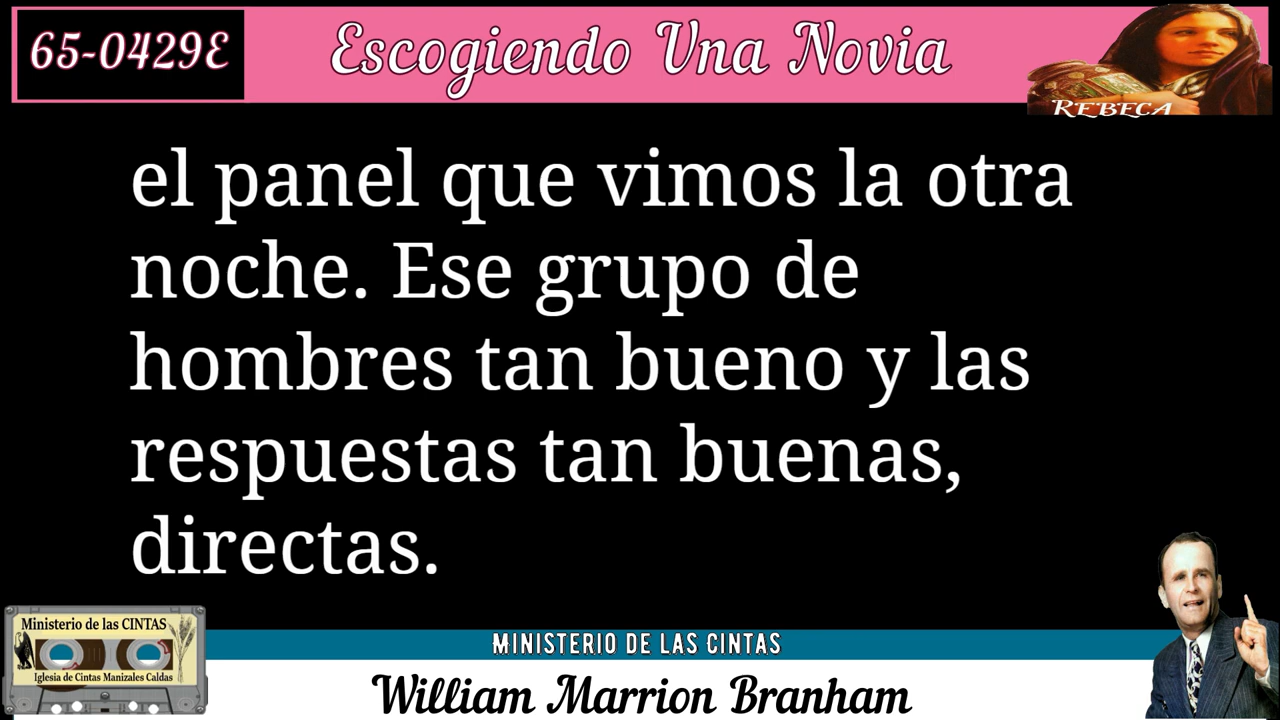 65-0429E
Escogiendo Una Novia
REBECA
el panel que vimos la otra
noche. Ese grupo de
hombres tan bueno y las
respuestas tan buenas,
directas.
Ministerio de las CINTAS
Iglesia de Cintas Manizales Caldas
MINISTERIO DE LAS CINTAS
William Marrion Branham